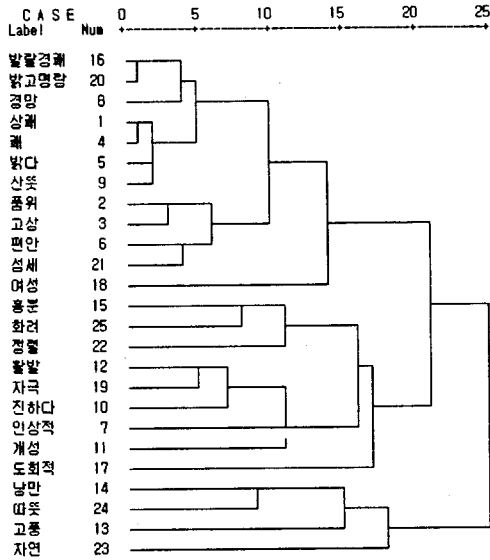 C A S E 0 5 10 15 20 25
Label Num
발랄경쾌 16
밝고명랑 20
경망 8
상쾌 1
쾌 4
밝다 5
산뜻 9
품위 2
고상 3
편안 6
섬세 21
여성 18
흥분 15
화려 25
정렬 22
활발 12
자극 19
진하다 10
인상적 7
개성 11
도회적 17
낭만 14
따뜻 24
고풍 13
자연 23